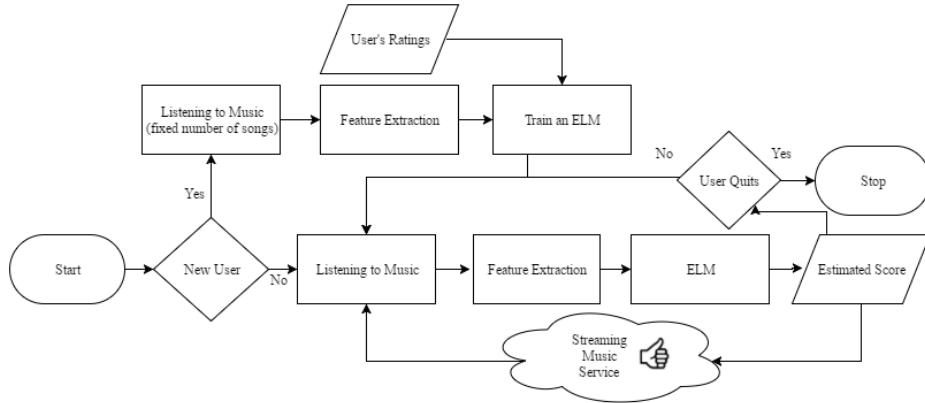 User's Ratings
Listening to Music
(fixed number of songs)
Feature Extraction
Train an ELM
No
Yes
User Quits
Stop
Yes
Start
New User
No
Listening to Music
Feature Extraction
ELM
Estimated Score
Streaming
Music
Service